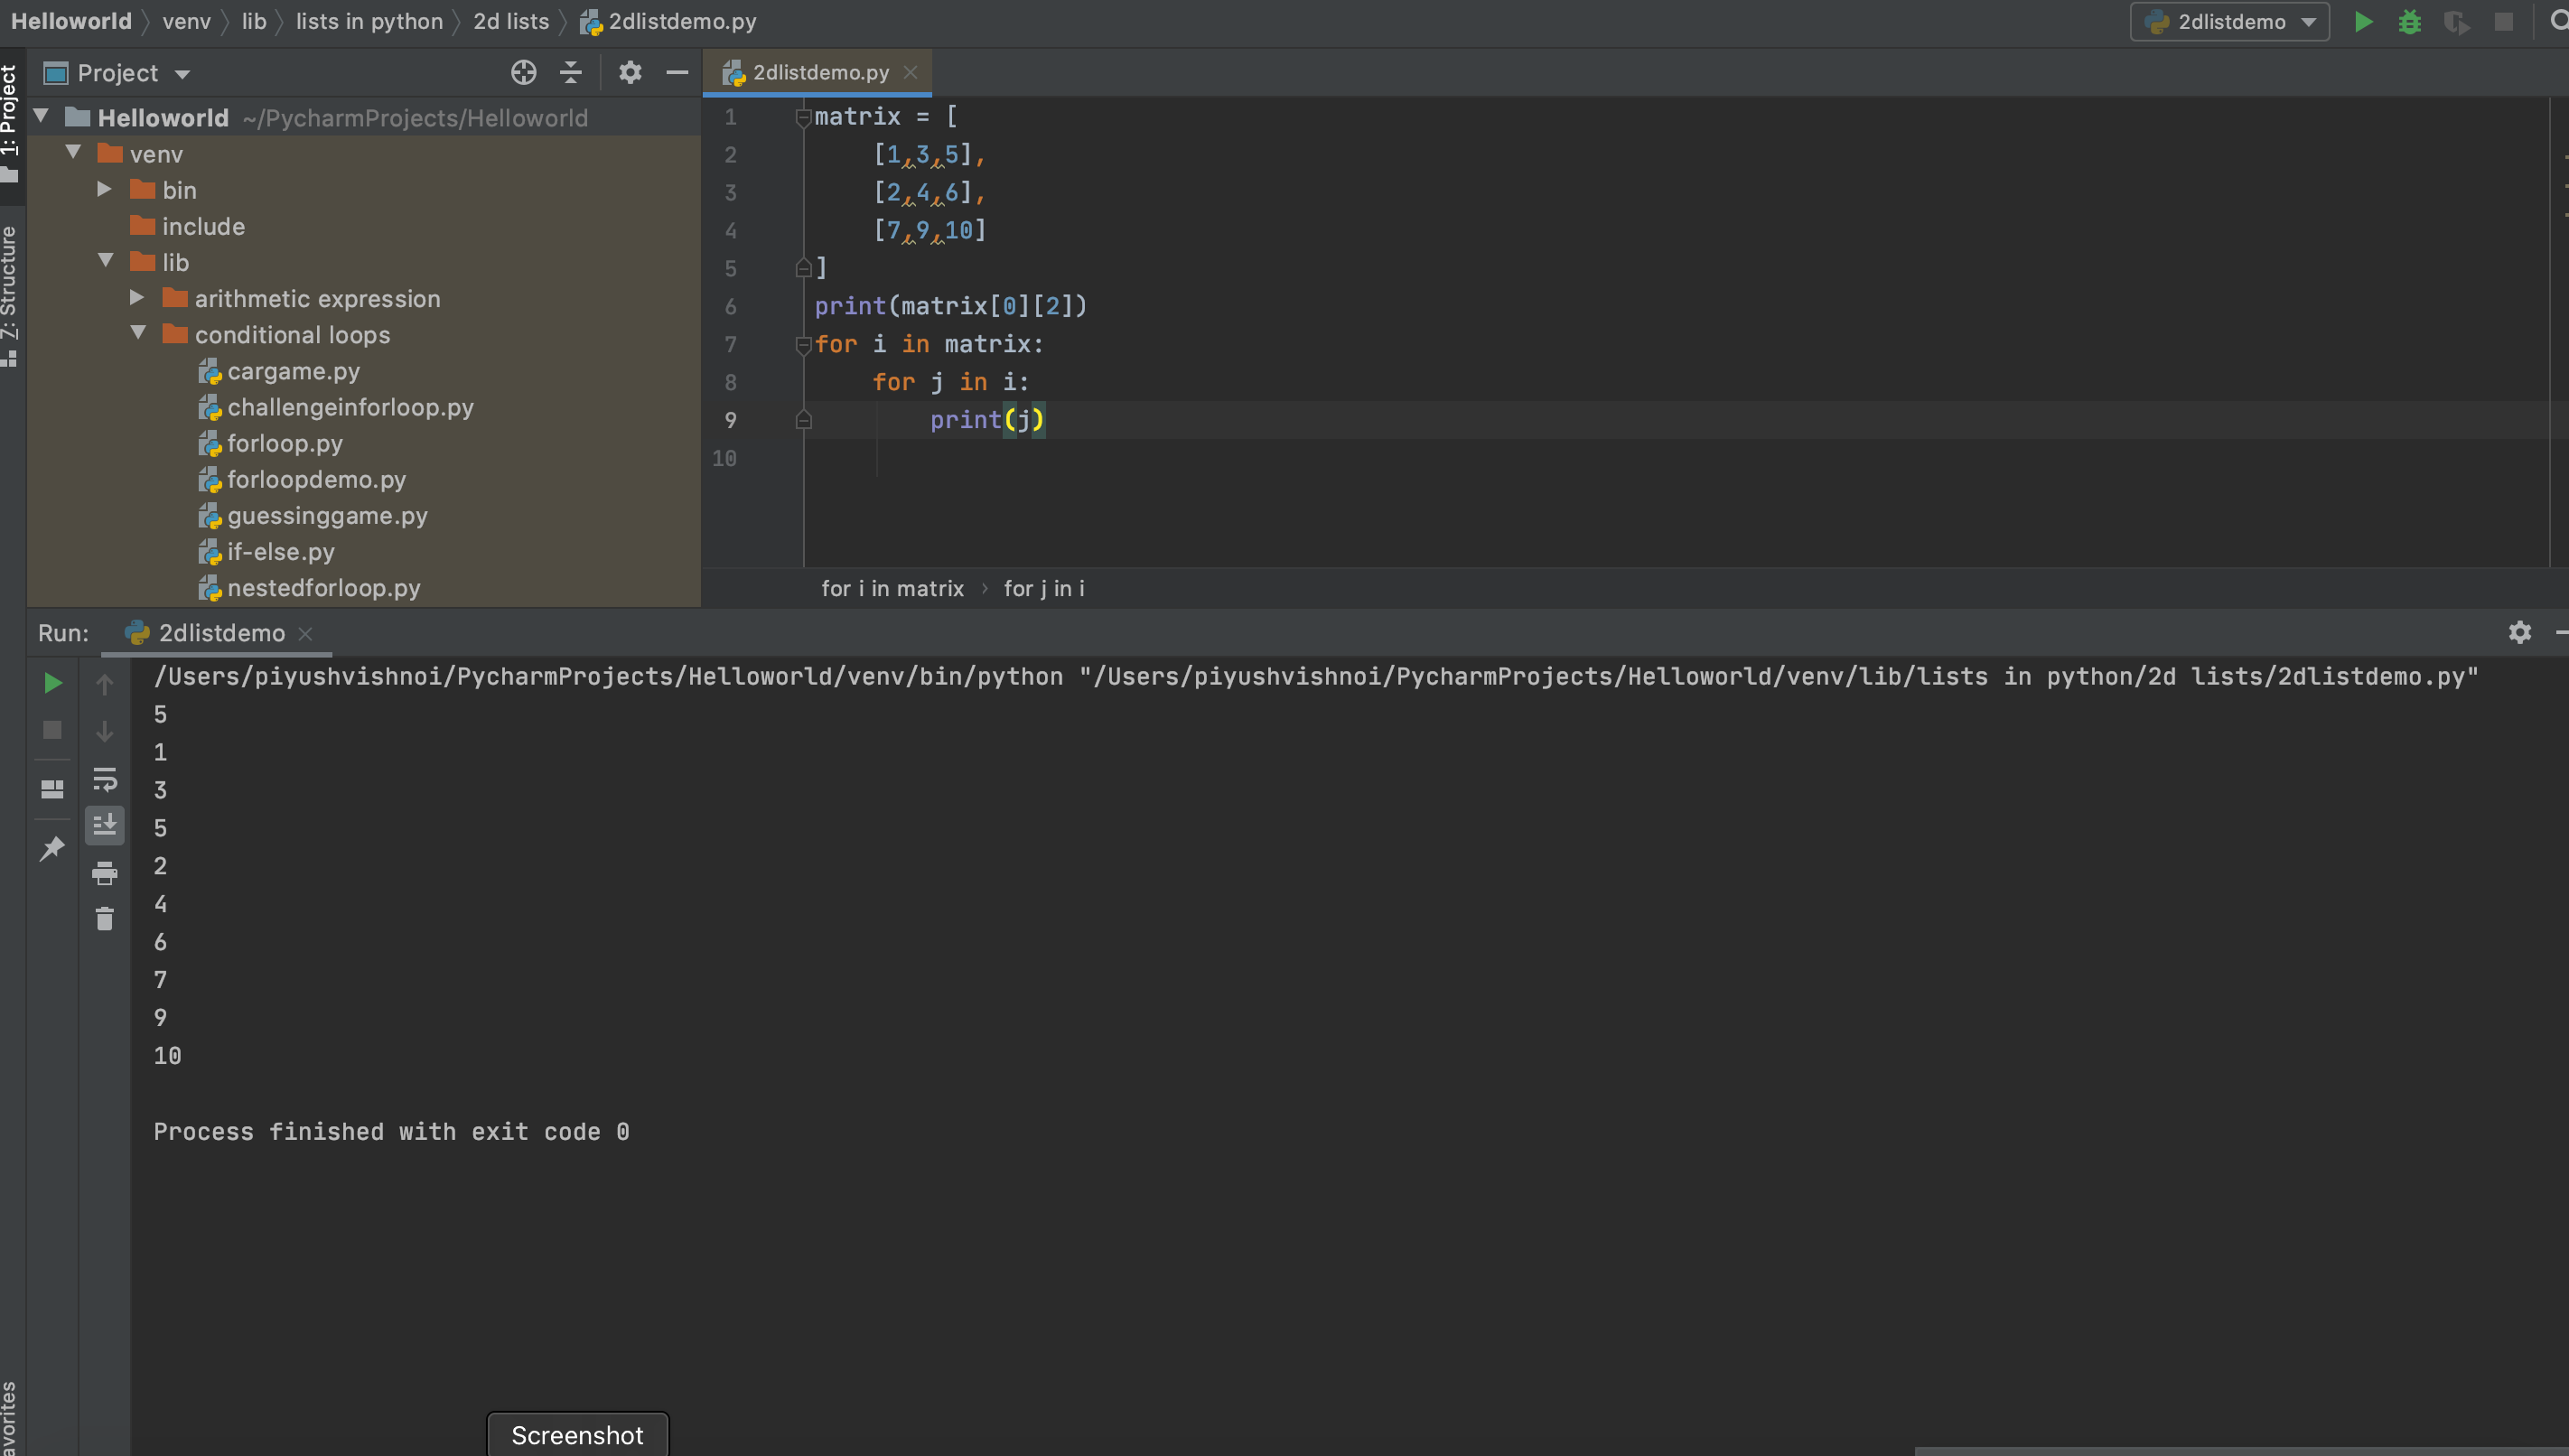 Helloworld 〉 venv 〉 lib 〉 lists in python 〉 2d lists 〉 2dlistdemo.py
2dlistdemo
1: Project
7: Structure
avorites
Project
Helloworld ~/PycharmProjects/Helloworld
venv
bin
include
lib
arithmetic expression
conditional loops
cargame.py
challengeinforloop.py
forloop.py
forloopdemo.py
guessinggame.py
if-else.py
nestedforloop.py
2dlistdemo.py
1 matrix = [
2     [1,3,5],
3     [2,4,6],
4     [7,9,10]
5 ]
6 print(matrix[0][2])
7 for i in matrix:
8     for j in i:
9         print(j)
10
for i in matrix › for j in i
Run: 2dlistdemo
/Users/piyushvishnoi/PycharmProjects/Helloworld/venv/bin/python "/Users/piyushvishnoi/PycharmProjects/Helloworld/venv/lib/lists in python/2d lists/2dlistdemo.py"
5
1
3
5
2
4
6
7
9
10
Process finished with exit code 0
Screenshot